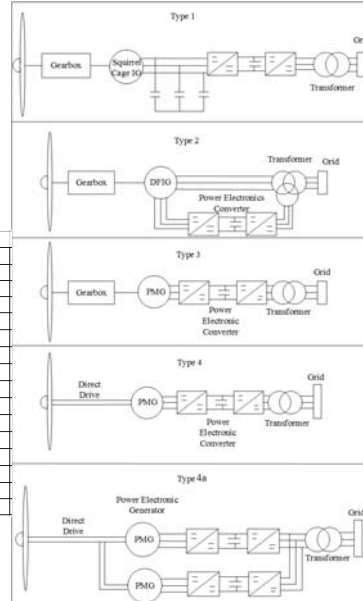 Type 1
Grid
Gearbox
Squirrel
Cage IG
Transformer
Type 2
Transformer
Grid
Gearbox
DFIG
Power Electronics
Converter
Type 3
Grid
Gearbox
PMG
Power
Electronic
Converter
Transformer
Type 4
Grid
Direct
Drive
PMG
Power
Electronic
Converter
Transformer
Type 4a
Power Electronic
Generator
Grid
Direct
Drive
PMG
Transformer
PMG